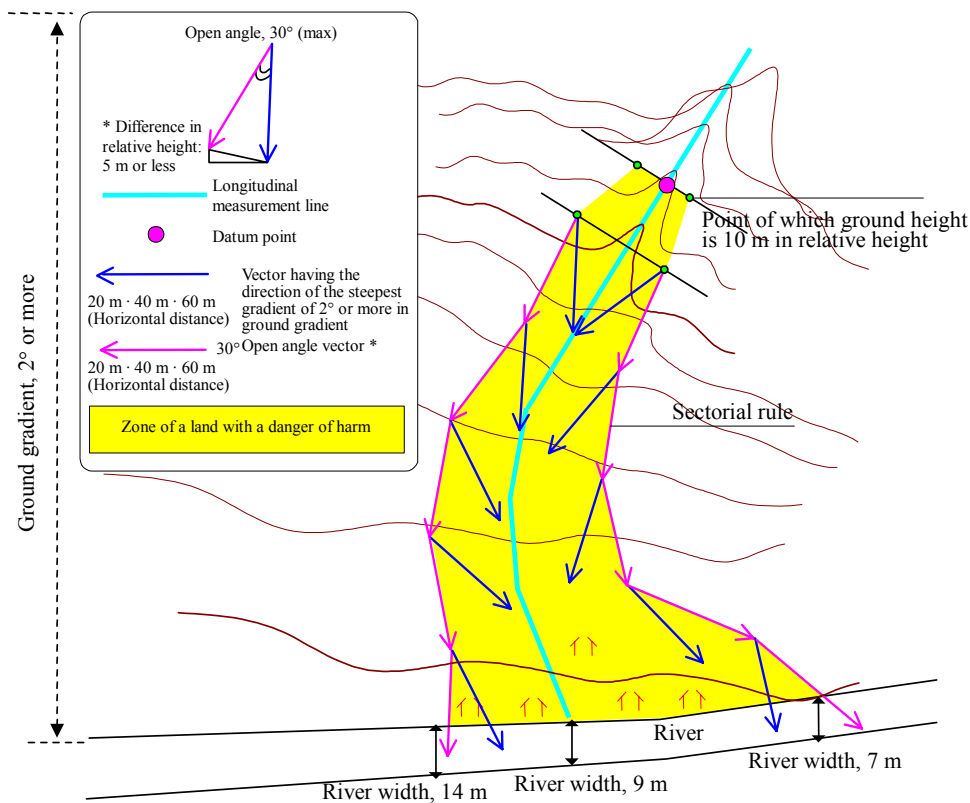 Open angle, 30° (max)
* Difference in
relative height:
5 m or less
Longitudinal
measurement line
Datum point
20 m · 40 m · 60 m
(Horizontal distance)
Vector having the
direction of the steepest
gradient of 2° or more in
ground gradient
30° Open angle vector *
20 m · 40 m · 60 m
(Horizontal distance)
Zone of a land with a danger of harm
Ground gradient, 2° or more
Point of which ground height
is 10 m in relative height
Sectorial rule
River
River width, 14 m
River width, 9 m
River width, 7 m